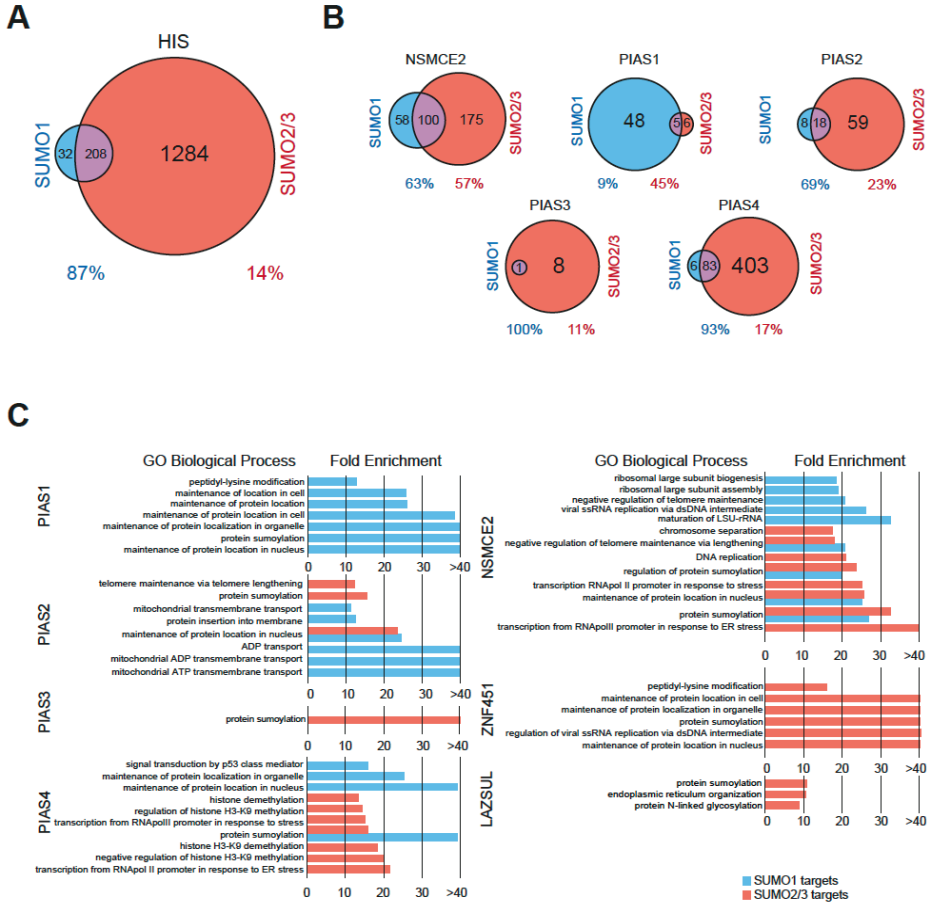 A
HIS
SUMO1
32
208
1284
SUMO2/3
87%
14%
B
NSMCE2
SUMO1
58
100
175
SUMO2/3
63%
57%
PIAS1
SUMO1
48
5
6
SUMO2/3
9%
45%
PIAS2
SUMO1
8
18
59
SUMO2/3
69%
23%
PIAS3
SUMO1
1
8
SUMO2/3
100%
11%
PIAS4
SUMO1
6
83
403
SUMO2/3
93%
17%
C
GO Biological Process
Fold Enrichment
PIAS1
peptidyl-lysine modification
maintenance of location in cell
maintenance of protein location
maintenance of protein location in cell
maintenance of protein localization in organelle
protein sumoylation
maintenance of protein location in nucleus
0 10 20 30 >40
PIAS2
telomere maintenance via telomere lengthening
protein sumoylation
mitochondrial transmembrane transport
protein insertion into membrane
maintenance of protein location in nucleus
ADP transport
mitochondrial ADP transmembrane transport
mitochondrial ATP transmembrane transport
0 10 20 30 >40
PIAS3
protein sumoylation
0 10 20 30 >40
PIAS4
signal transduction by p53 class mediator
maintenance of protein localization in organelle
maintenance of protein location in nucleus
histone demethylation
regulation of histone H3-K9 methylation
transcription from RNApolII promoter in response to stress
protein sumoylation
histone H3-K9 demethylation
negative regulation of histone H3-K9 methylation
transcription from RNApol II promoter in response to ER stress
0 10 20 30 >40
GO Biological Process
Fold Enrichment
NSMCE2
ribosomal large subunit biogenesis
ribosomal large subunit assembly
negative regulation of telomere maintenance
viral ssRNA replication via dsDNA intermediate
maturation of LSU-rRNA
chromosome separation
negative regulation of telomere maintenance via lengthening
DNA replication
regulation of protein sumoylation
transcription RNApol II promoter in response to stress
maintenance of protein location in nucleus
protein sumoylation
transcription from RNApolII promoter in response to ER stress
0 10 20 30 >40
ZNF451
peptidyl-lysine modification
maintenance of protein location in cell
maintenance of protein localization in organelle
protein sumoylation
regulation of viral ssRNA replication via dsDNA intermediate
maintenance of protein location in nucleus
0 10 20 30 >40
LAZSUL
protein sumoylation
endoplasmic reticulum organization
protein N-linked glycosylation
0 10 20 30 >40
SUMO1 targets
SUMO2/3 targets